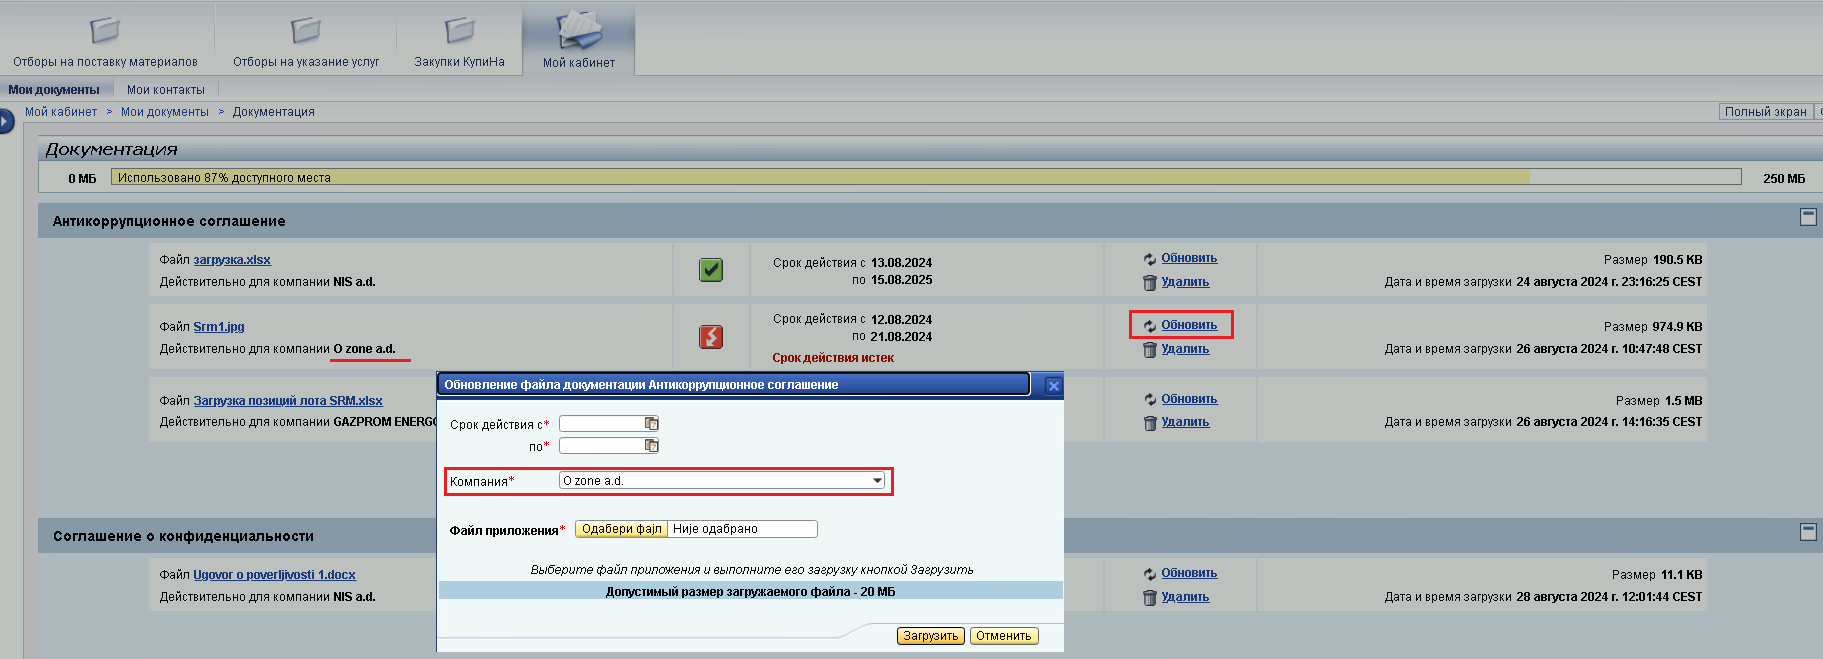 Отборы на поставку материалов
Отборы на указание услуг
Закупки КупиНа
Мой кабинет
Мои документы
Мои контакты
Мой кабинет > Мои документы > Документация
Полный экран
Документация
0 МБ
Использовано 87% доступного места
250 МБ
Антикоррупционное соглашение
Файл загрузка.xlsx
Действительно для компании NIS a.d.
Срок действия с 13.08.2024
по 15.08.2025
Обновить
Удалить
Размер 190.5 KB
Дата и время загрузки 24 августа 2024 г. 23:16:25 CEST
Файл Srm1.jpg
Действительно для компании O zone a.d.
Срок действия с 12.08.2024
по 21.08.2024
Срок действия истек
Обновить
Удалить
Размер 974.9 KB
Дата и время загрузки 26 августа 2024 г. 10:47:48 CEST
Файл Загрузка позиций лота SRM.xlsx
Действительно для компании GAZPROM ENERGO
Обновить
Удалить
Размер 1.5 MB
Дата и время загрузки 26 августа 2024 г. 14:16:35 CEST
Обновление файла документации Антикоррупционное соглашение
Срок действия с*
по*
Компания*
O zone a.d.
Файл приложения*
Одабери фајл
Није одабрано
Выберите файл приложения и выполните его загрузку кнопкой Загрузить
Допустимый размер загружаемого файла - 20 МБ
Загрузить
Отменить
Соглашение о конфиденциальности
Файл Ugovor o poverljivosti 1.docx
Действительно для компании NIS a.d.
Обновить
Удалить
Размер 11.1 KB
Дата и время загрузки 28 августа 2024 г. 12:01:44 CEST